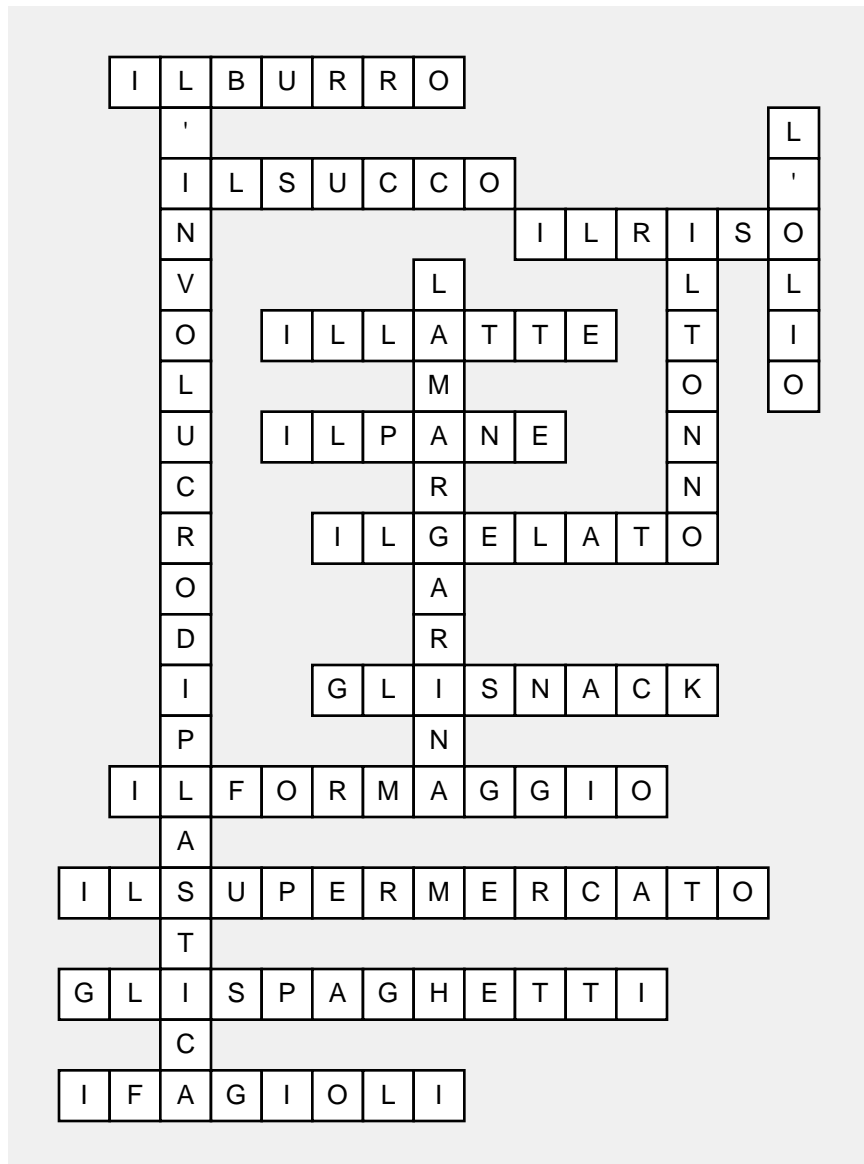 ILBURRO
L'INVOLUCRODIPLASTICA
L'OLIO
ILSUCCO
ILRISO
ILTONNO
LAMARGARINA
ILLATTE
ILPANE
ILGELATO
GLISNACK
ILFORMAGGIO
ILSUPERMERCATO
GLISPAGHETTI
IFAGIOLI